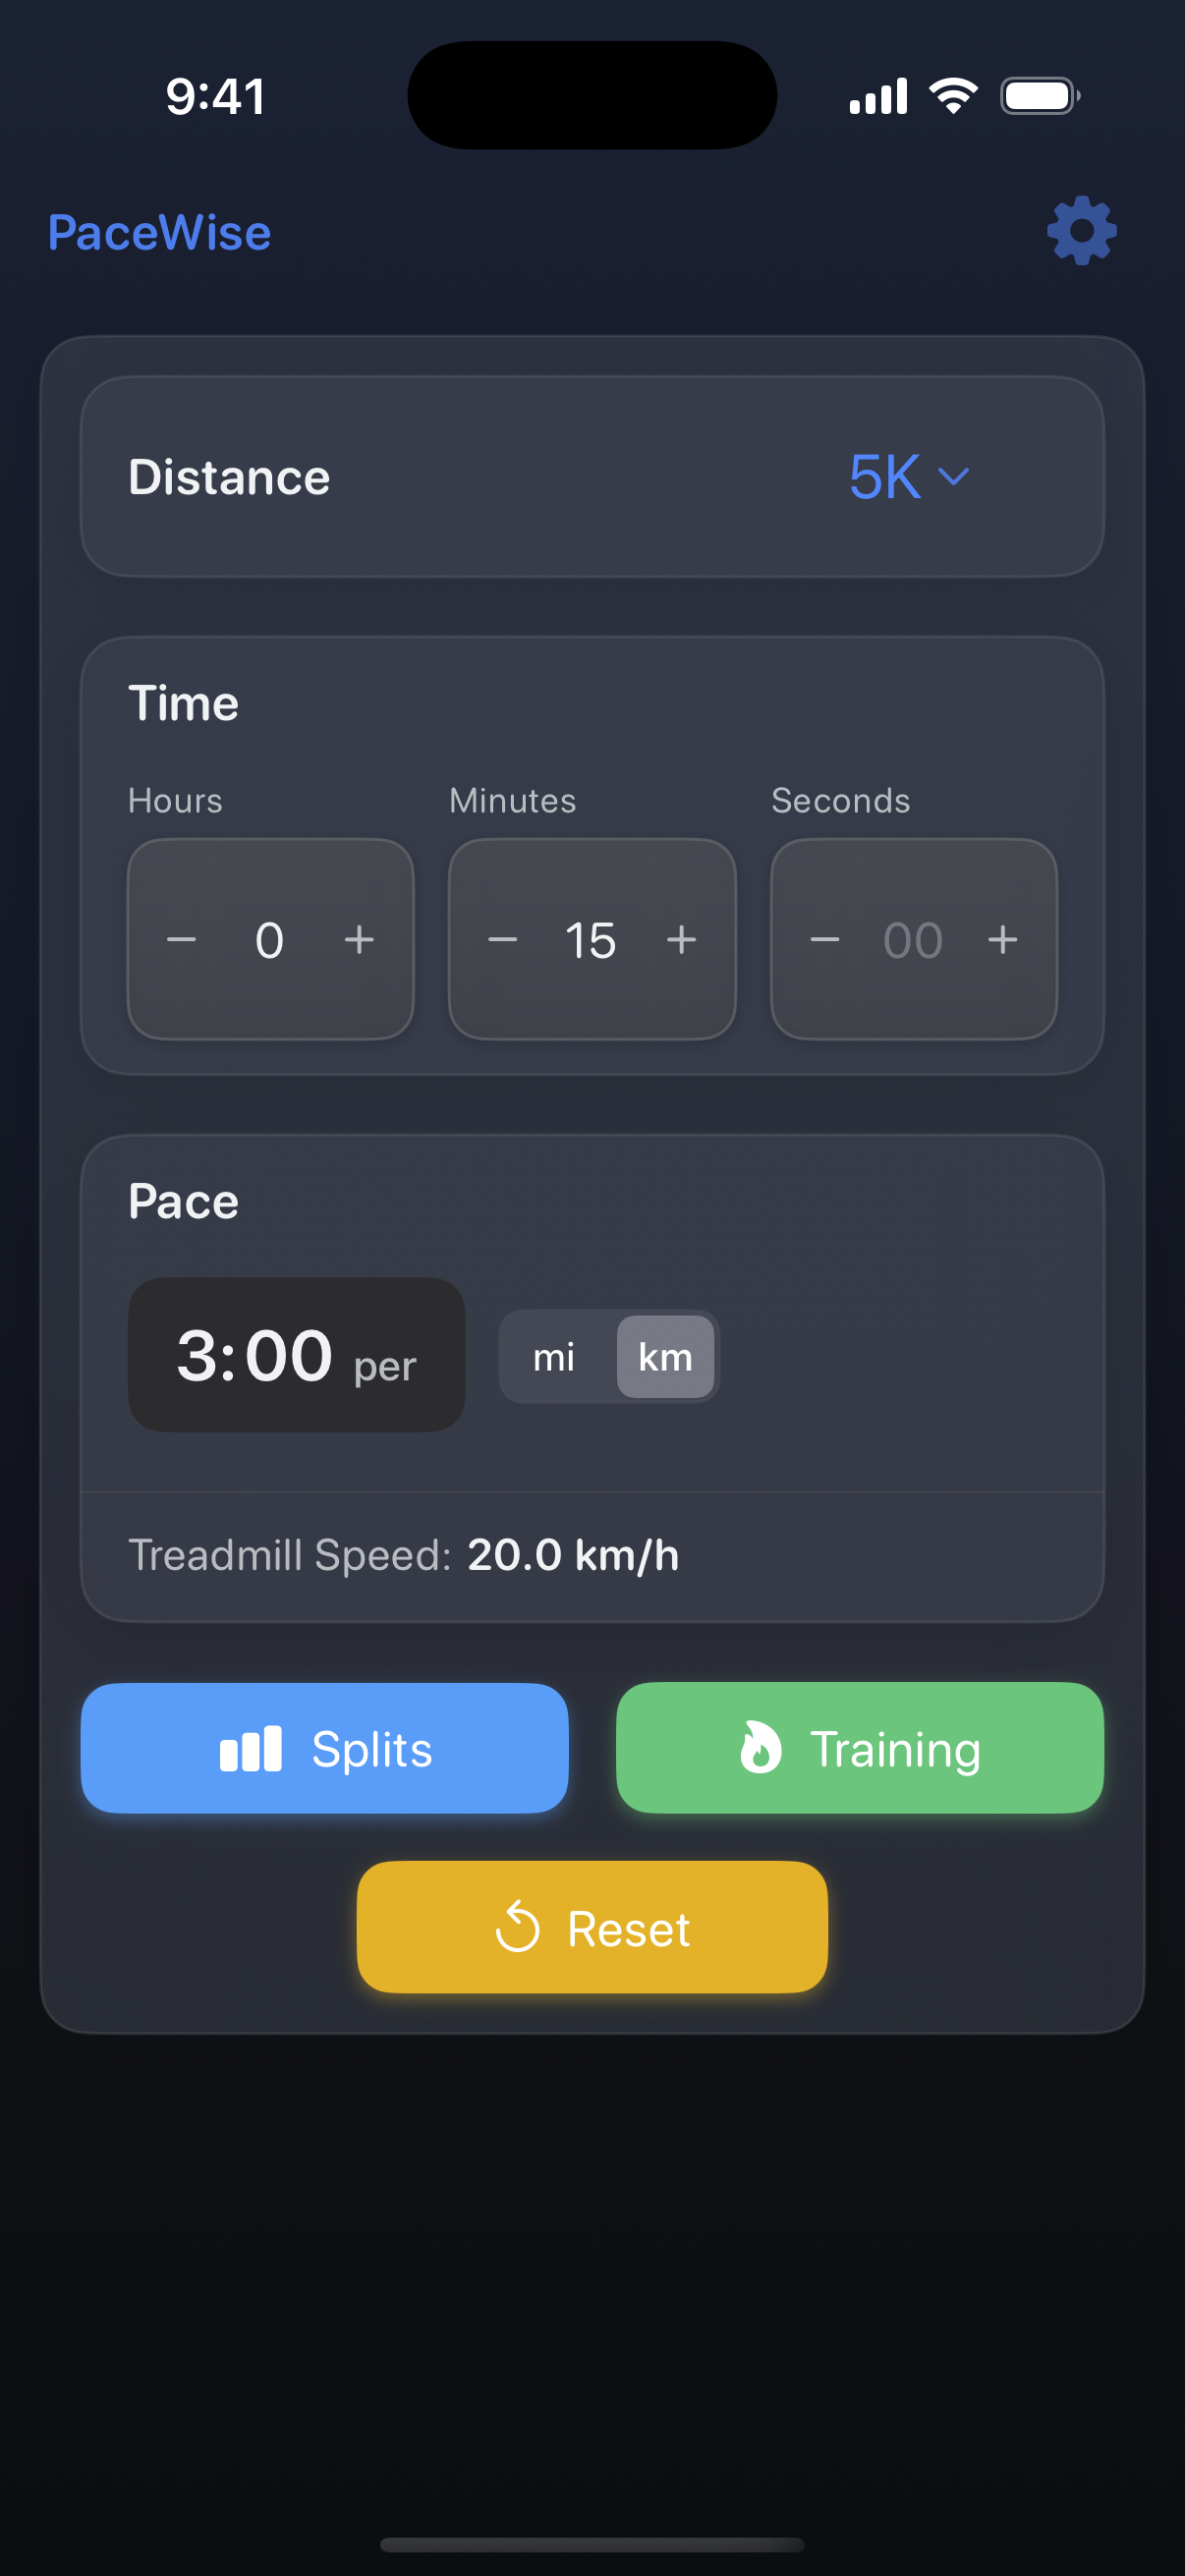 9:41
PaceWise
Distance 5K
Time
Hours Minutes Seconds
− 0 + − 15 + − 00 +
Pace
3:00 per mi km
Treadmill Speed: 20.0 km/h
Splits Training
Reset